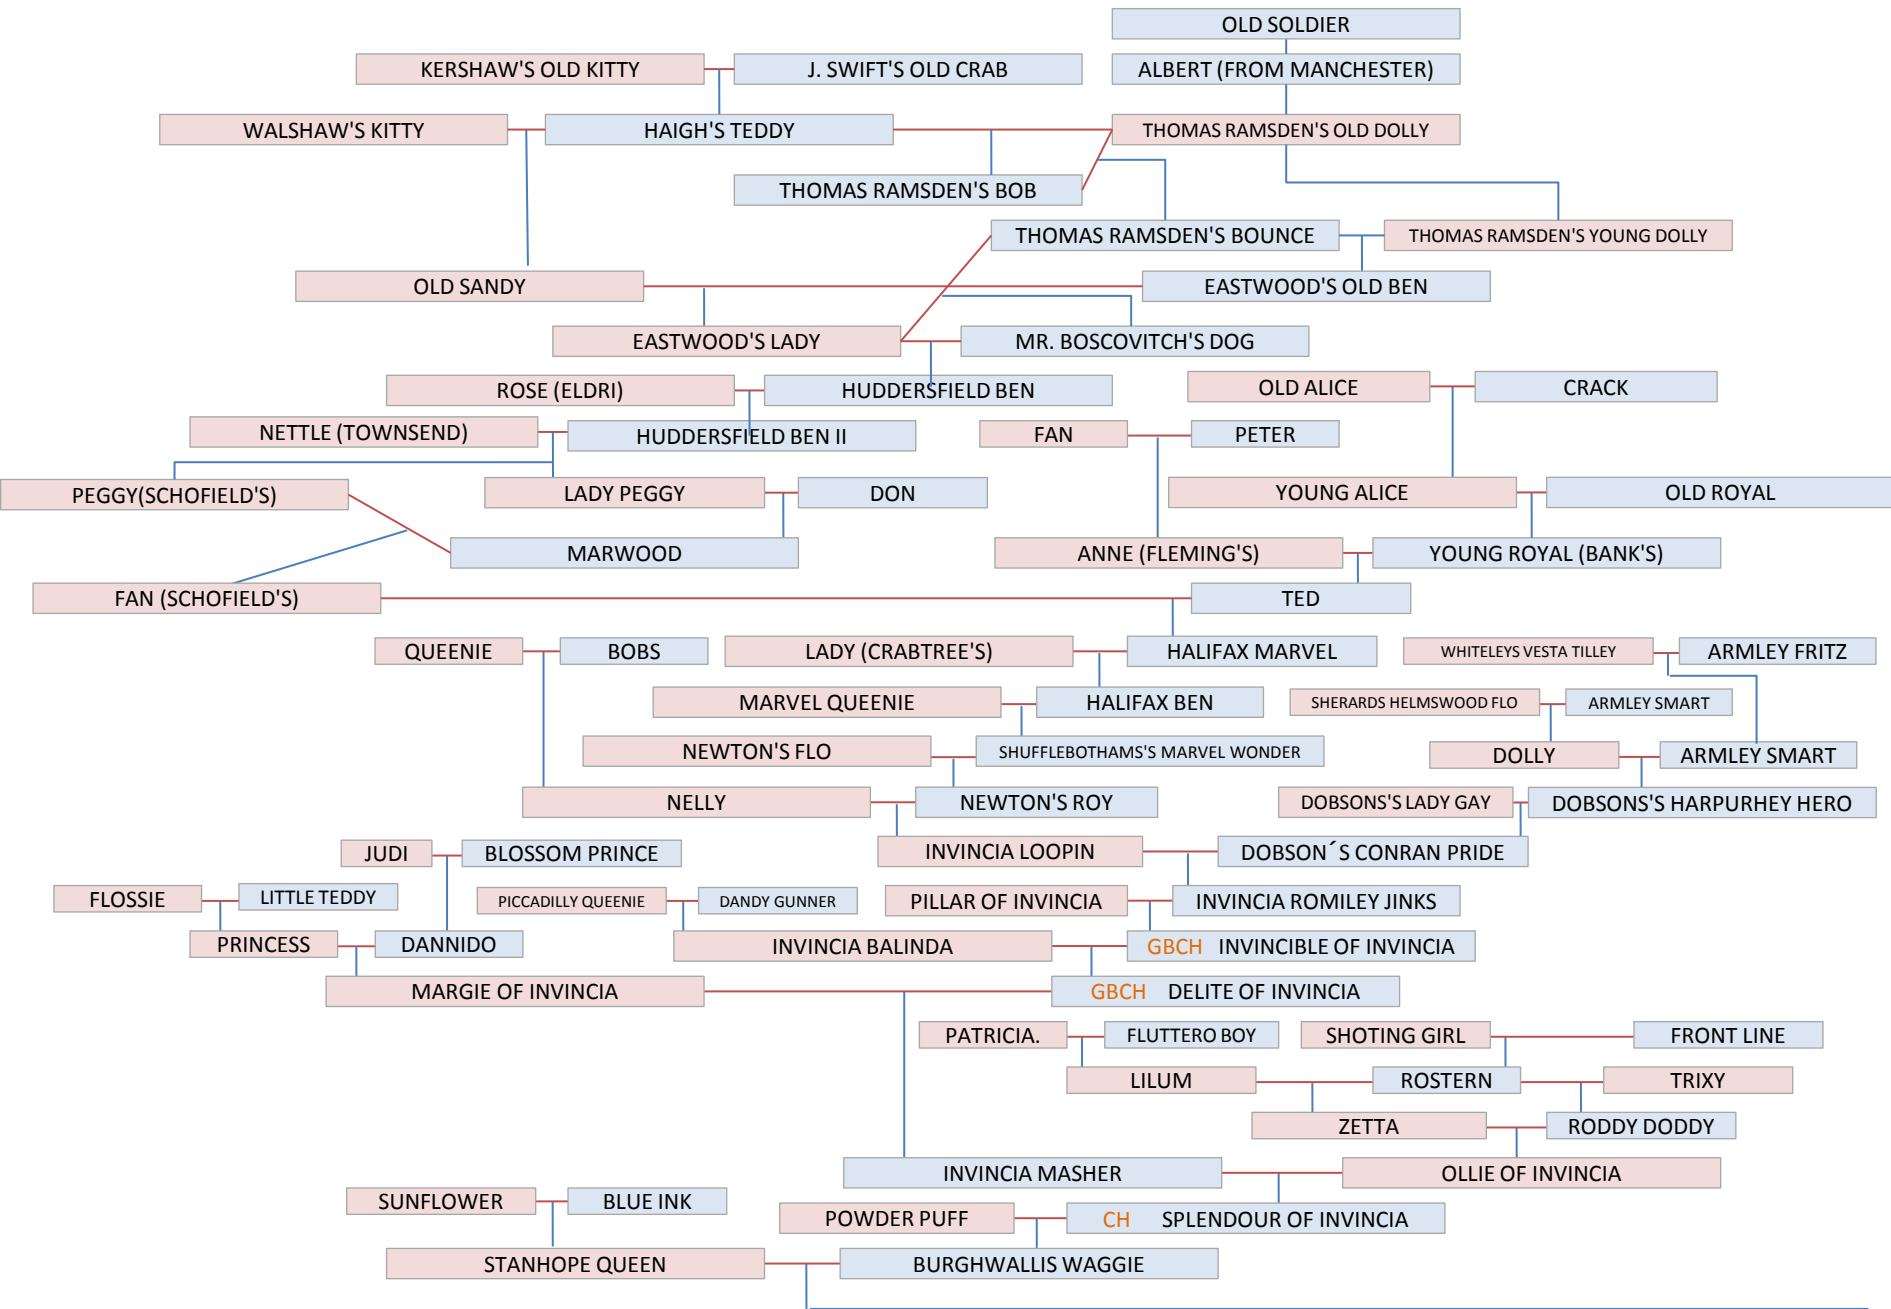 OLD SOLDIER
KERSHAW'S OLD KITTY
J. SWIFT'S OLD CRAB
ALBERT (FROM MANCHESTER)
WALSHAW'S KITTY
HAIGH'S TEDDY
THOMAS RAMSDEN'S OLD DOLLY
THOMAS RAMSDEN'S BOB
THOMAS RAMSDEN'S BOUNCE
THOMAS RAMSDEN'S YOUNG DOLLY
OLD SANDY
EASTWOOD'S OLD BEN
EASTWOOD'S LADY
MR. BOSCOVITCH'S DOG
ROSE (ELDRI)
HUDDERSFIELD BEN
OLD ALICE
CRACK
NETTLE (TOWNSEND)
HUDDERSFIELD BEN II
FAN
PETER
PEGGY(SCHOFIELD'S)
LADY PEGGY
DON
YOUNG ALICE
OLD ROYAL
MARWOOD
ANNE (FLEMING'S)
YOUNG ROYAL (BANK'S)
FAN (SCHOFIELD'S)
TED
QUEENIE
BOBS
LADY (CRABTREE'S)
HALIFAX MARVEL
WHITELEYS VESTA TILLEY
ARMLEY FRITZ
MARVEL QUEENIE
HALIFAX BEN
SHERARDS HELMSWOOD FLO
ARMLEY SMART
NEWTON'S FLO
SHUFFLEBOTHAMS'S MARVEL WONDER
DOLLY
ARMLEY SMART
NELLY
NEWTON'S ROY
DOBSONS'S LADY GAY
DOBSONS'S HARPURHEY HERO
JUDI
BLOSSOM PRINCE
INVINCIA LOOPIN
DOBSON´S CONRAN PRIDE
FLOSSIE
LITTLE TEDDY
PICCADILLY QUEENIE
DANDY GUNNER
PILLAR OF INVINCIA
INVINCIA ROMILEY JINKS
PRINCESS
DANNIDO
INVINCIA BALINDA
GBCH INVINCIBLE OF INVINCIA
MARGIE OF INVINCIA
GBCH DELITE OF INVINCIA
PATRICIA.
FLUTTERO BOY
SHOTING GIRL
FRONT LINE
LILUM
ROSTERN
TRIXY
ZETTA
RODDY DODDY
INVINCIA MASHER
OLLIE OF INVINCIA
SUNFLOWER
BLUE INK
POWDER PUFF
CH SPLENDOUR OF INVINCIA
STANHOPE QUEEN
BURGHWALLIS WAGGIE